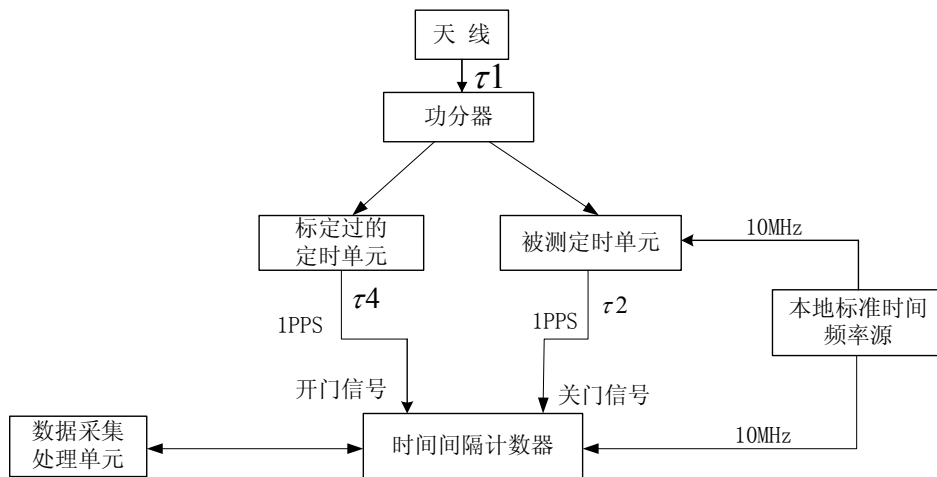 天 线
τ1
功分器
标定过的
定时单元
被测定时单元
10MHz
τ4
τ2
1PPS
1PPS
本地标准时间
频率源
开门信号
关门信号
数据采集
处理单元
时间间隔计数器
10MHz